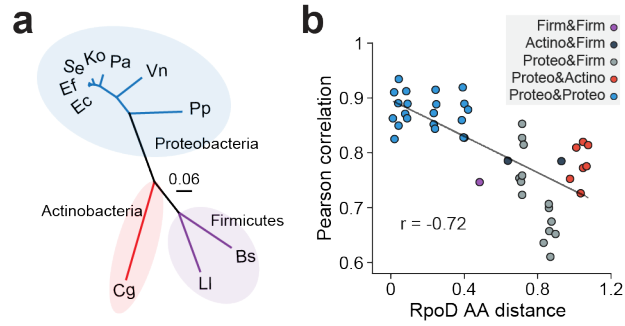 a
Se
Ko
Pa
Ef
Ec
Vn
Pp
Proteobacteria
0.06
Actinobacteria
Firmicutes
Cg
Ll
Bs
b
Firm&Firm
Actino&Firm
Proteo&Firm
Proteo&Actino
Proteo&Proteo
Pearson correlation
1
0.9
0.8
0.7
0.6
r = -0.72
0
0.4
0.8
1.2
RpoD AA distance